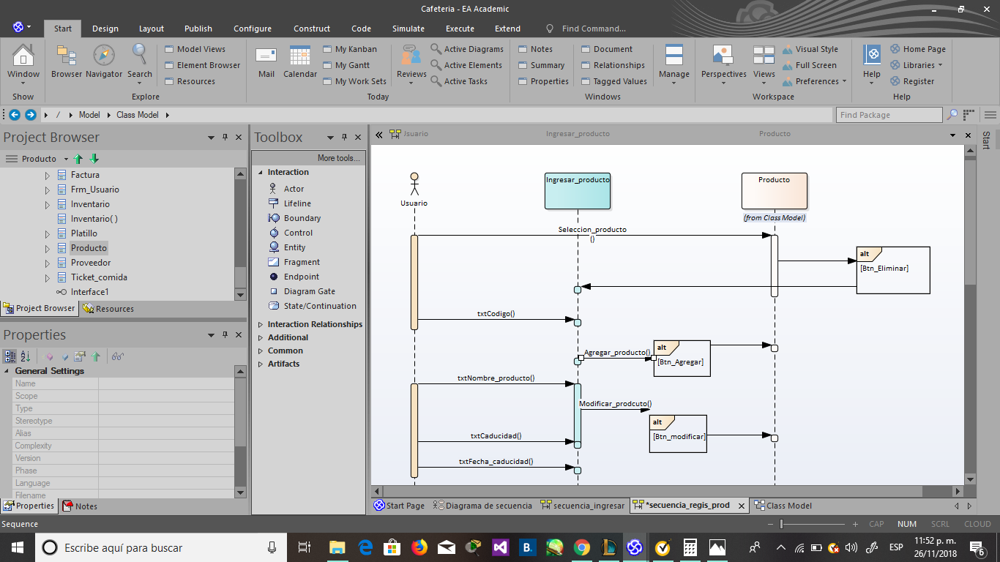 Cafeteria - EA Academic
Start Design Layout Publish Configure Construct Code Simulate Execute Extend Find Command...
Window Browser Navigator Search Model Views Element Browser Resources
Mail Calendar My Kanban My Gantt My Work Sets Reviews Active Diagrams Active Elements Active Tasks
Notes Summary Properties Document Relationships Tagged Values Manage
Perspectives Views Visual Style Full Screen Preferences
Help Home Page Libraries Register
Show Explore Today Windows Workspace Help
/ Model Class Model Find Package
Project Browser
Producto
Factura
Frm_Usuario
Inventario
Inventario( )
Platillo
Producto
Proveedor
Ticket_comida
Interface1
Project Browser Resources
Properties
General Settings
Name
Scope
Type
Stereotype
Alias
Complexity
Version
Phase
Language
Filename
Properties Notes
Toolbox
More tools...
Interaction
Actor
Lifeline
Boundary
Control
Entity
Fragment
Endpoint
Diagram Gate
State/Continuation
Interaction Relationships
Additional
Common
Artifacts
Jsuario Ingresar_producto Producto
Start
Ingresar_producto Producto
Usuario
(from Class Model)
Seleccion_producto
()
alt
[Btn_Eliminar]
txtCodigo()
alt
Agregar_producto()
[Btn_Agregar]
txtNombre_producto()
Modificar_prodcuto()
alt
txtCaducidad()
[Btn_modificar]
txtFecha_caducidad()
Start Page Diagrama de secuencia secuencia_ingresar *secuencia_regis_prod Class Model
Sequence CAP NUM SCRL CLOUD
Escribe aquí para buscar
B.
ESP
11:52 p. m.
26/11/2018
6